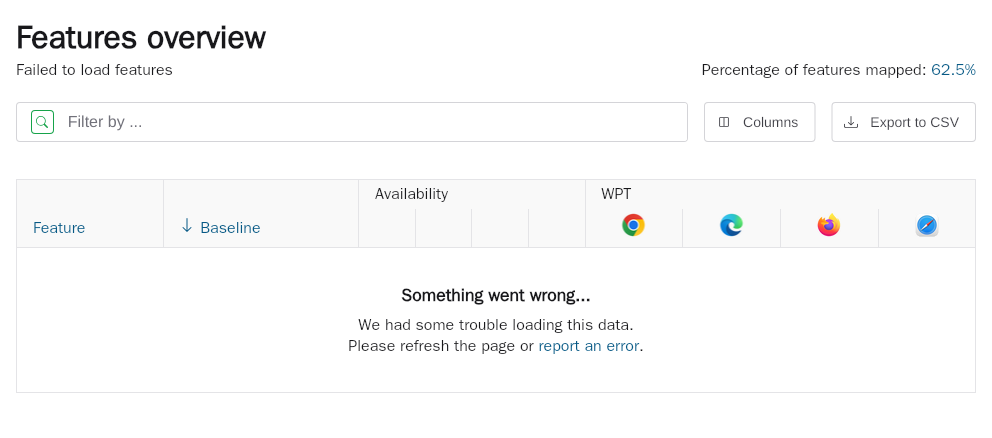 Features overview
Failed to load features
Percentage of features mapped: 62.5%
Filter by ...
Columns
Export to CSV
Availability
WPT
Feature
Baseline
Something went wrong...
We had some trouble loading this data.
Please refresh the page or report an error.